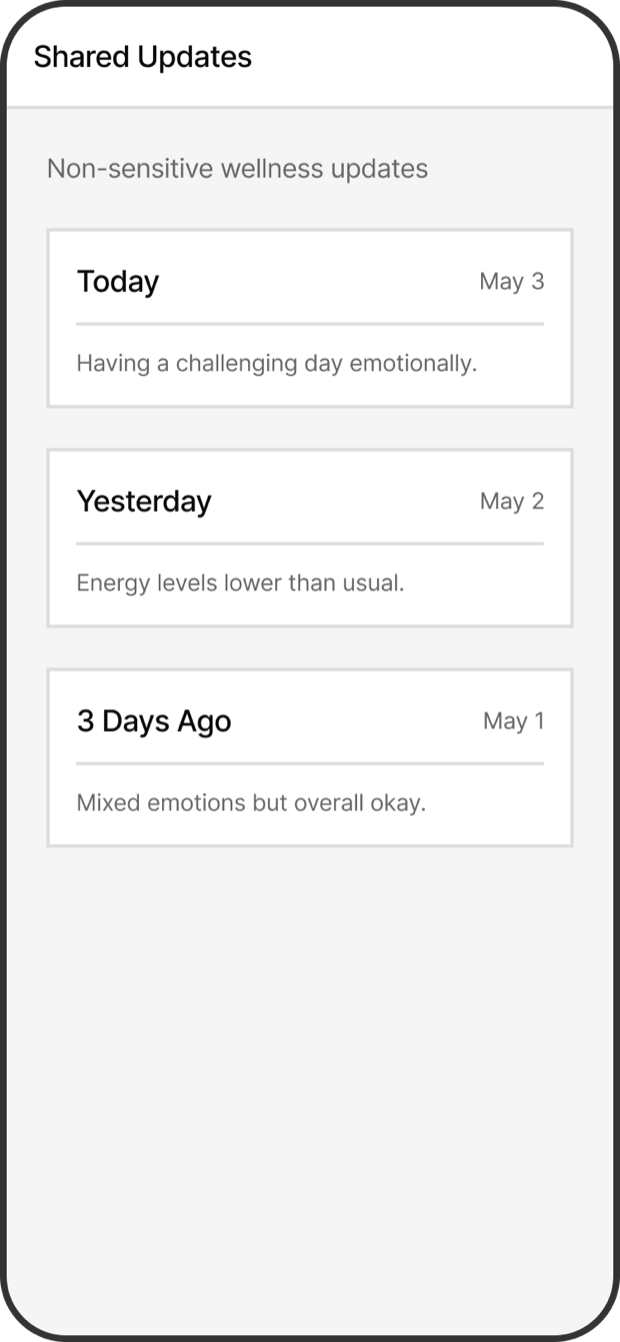 Shared Updates
Non-sensitive wellness updates
Today May 3
Having a challenging day emotionally.
Yesterday May 2
Energy levels lower than usual.
3 Days Ago May 1
Mixed emotions but overall okay.